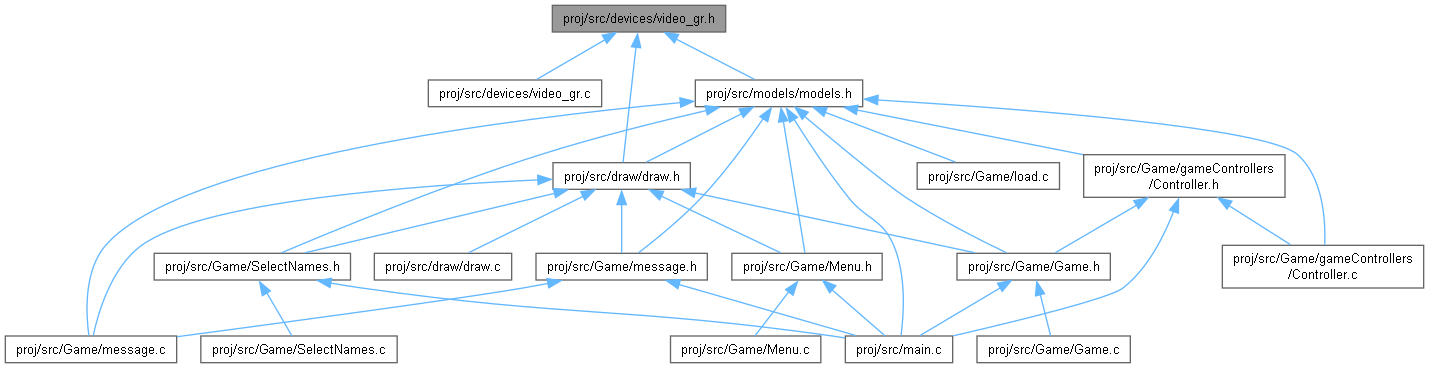 proj/src/devices/video_gr.h
proj/src/devices/video_gr.c
proj/src/models/models.h
proj/src/draw/draw.h
proj/src/Game/load.c
proj/src/Game/gameControllers
/Controller.h
proj/src/Game/SelectNames.h
proj/src/draw/draw.c
proj/src/Game/message.h
proj/src/Game/Menu.h
proj/src/Game/Game.h
proj/src/Game/gameControllers
/Controller.c
proj/src/Game/message.c
proj/src/Game/SelectNames.c
proj/src/Game/Menu.c
proj/src/main.c
proj/src/Game/Game.c